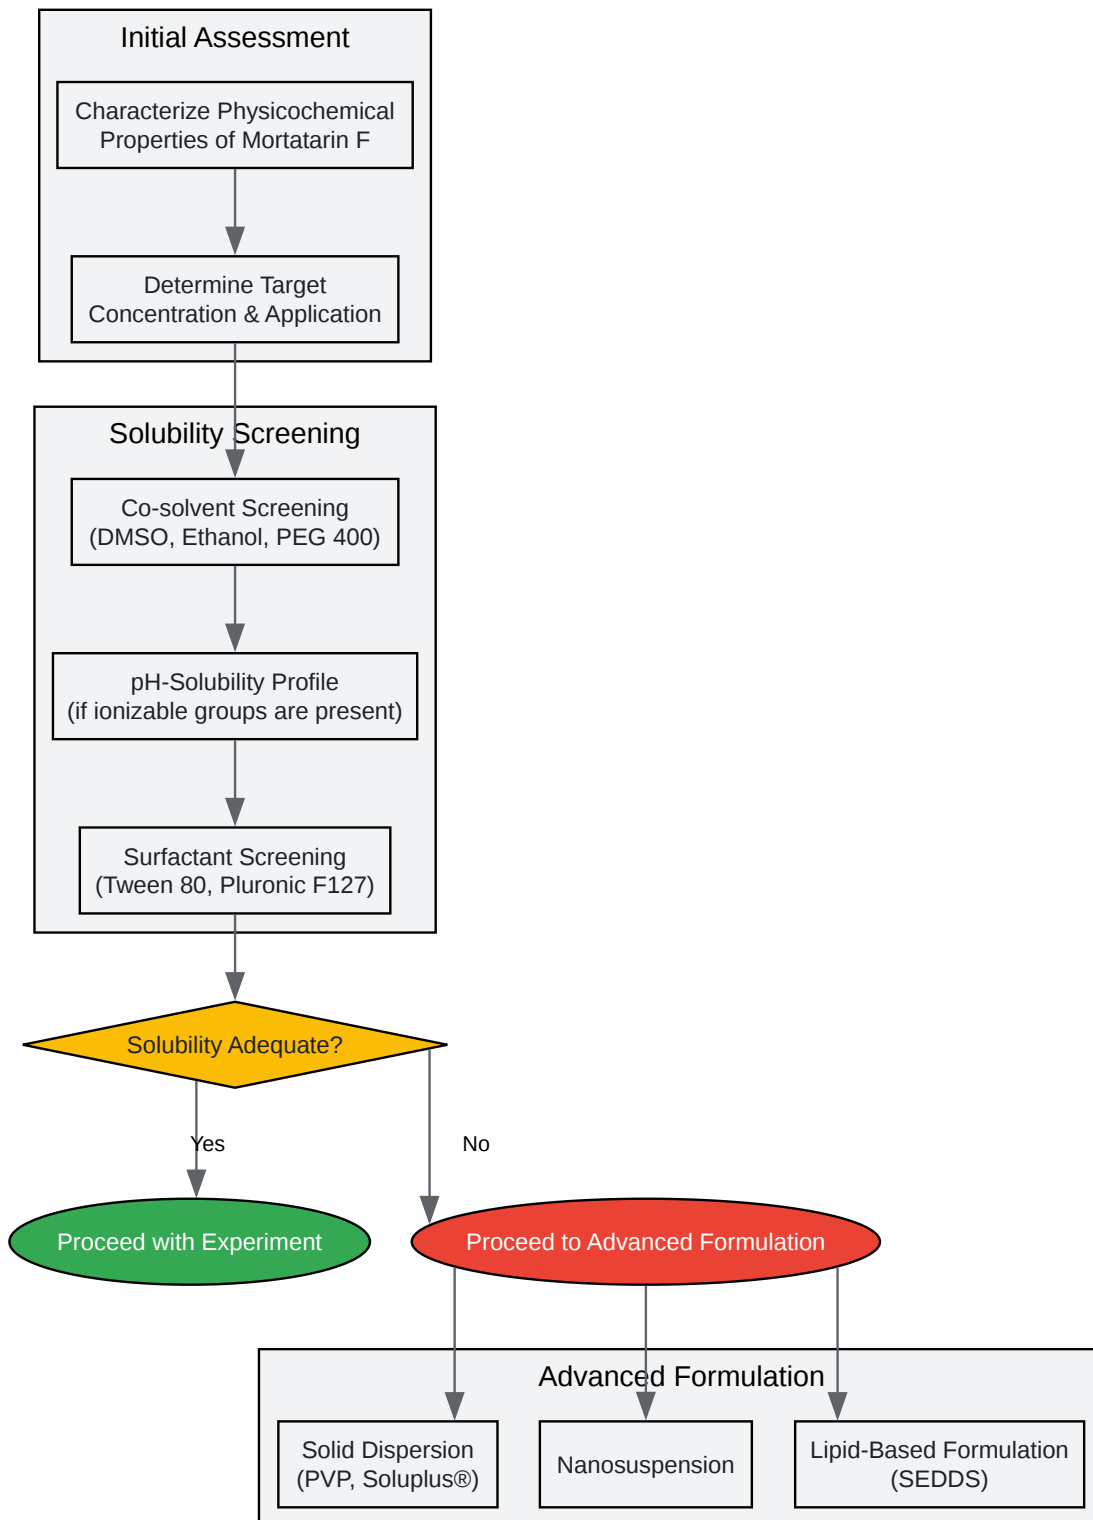 Initial Assessment
Characterize Physicochemical
Properties of Mortatarin F
Determine Target
Concentration & Application
Solubility Screening
Co-solvent Screening
(DMSO, Ethanol, PEG 400)
pH-Solubility Profile
(if ionizable groups are present)
Surfactant Screening
(Tween 80, Pluronic F127)
Solubility Adequate?
Yes
No
Proceed with Experiment
Proceed to Advanced Formulation
Advanced Formulation
Solid Dispersion
(PVP, Soluplus®)
Nanosuspension
Lipid-Based Formulation
(SEDDS)